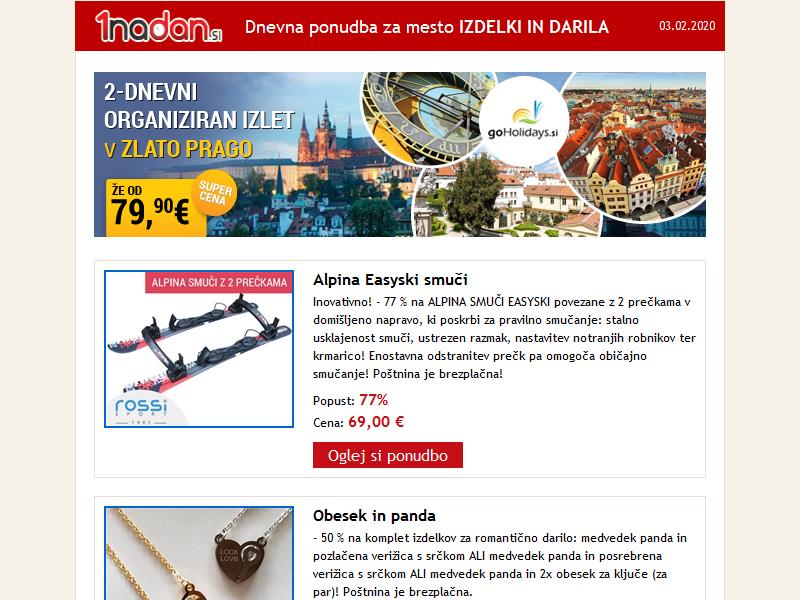 1nadan.si
Dnevna ponudba za mesto IZDELKI IN DARILA
03.02.2020
2-DNEVNI
ORGANIZIRAN IZLET
V ZLATO PRAGO
ŽE OD
79,90€
SUPER
CENA
goHolidays.si
ALPINA SMUČI Z 2 PREČKAMA
rossi
SPORT
1991
Alpina Easyski smuči
Inovativno! - 77 % na ALPINA SMUČI EASYSKI povezane z 2 prečkama v
domišljeno napravo, ki poskrbi za pravilno smučanje: stalno
usklajenost smuči, ustrezen razmak, nastavitev notranjih robnikov ter
krmarico! Enostavna odstranitev prečk pa omogoča običajno
smučanje! Poštnina je brezplačna!
Popust: 77%
Cena: 69,00 €
Oglej si ponudbo
LOCK
LOVE
Obesek in panda
- 50 % na komplet izdelkov za romantično darilo: medvedek panda in
pozlačena verižica s srčkom ALI medvedek panda in posrebrena
verižica s srčkom ALI medvedek panda in 2x obesek za ključe (za
par)! Poštnina je brezplačna.